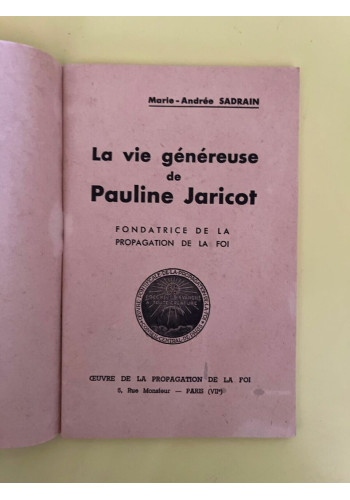 Marie-Andrée SADRAIN
La vie généreuse
de
Pauline Jaricot
FONDATRICE DE LA
PROPAGATION DE LA FOI
ŒUVRE DE LA PROPAGATION DE LA FOI
5, Rue Monsieur — PARIS (VIIe)